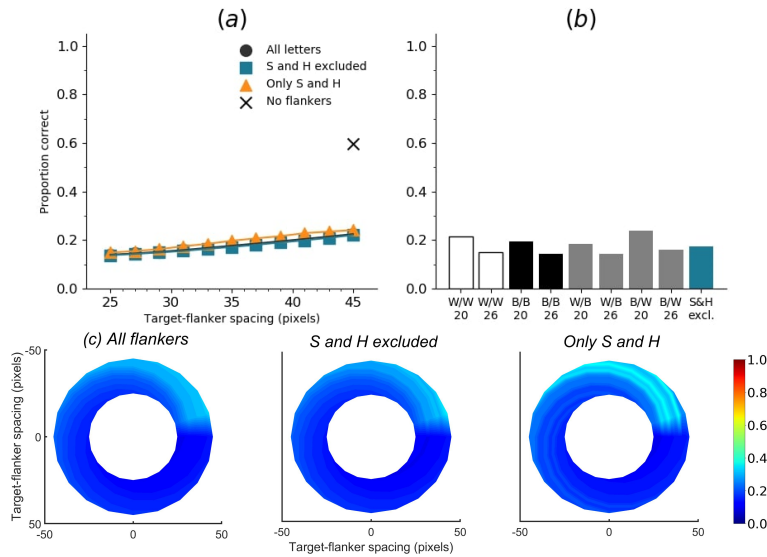 (a)
1.0
0.8
0.6
0.4
0.2
0.0
Proportion correct
All letters
S and H excluded
Only S and H
No flankers
25 30 35 40 45
Target-flanker spacing (pixels)
(b)
1.0
0.8
0.6
0.4
0.2
0.0
W/W W/W B/B B/B W/B W/B B/W B/W S&H
20 26 20 26 20 26 20 26 excl.
(c) All flankers
S and H excluded
Only S and H
Target-flanker spacing (pixels)
-50
0
50
-50 0 50
-50 0 50
-50 0 50
Target-flanker spacing (pixels)
1.0
0.8
0.6
0.4
0.2
0.0